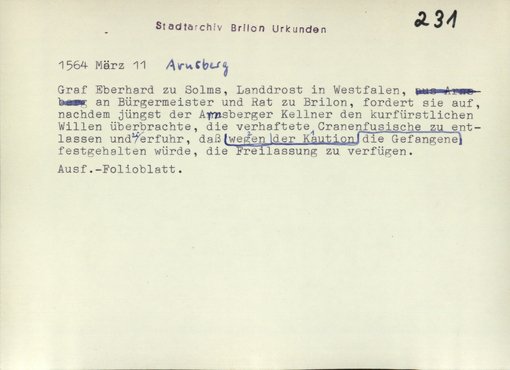 Stadtarchiv Brilon Urkunden
231
1564 März 11 Arnsberg
Graf Eberhard zu Solms, Landdrost in Westfalen, aus Arns-
berg an Bürgermeister und Rat zu Brilon, fordert sie auf,
nachdem jüngst der Arnsberger Kellner den kurfürstlichen
Willen überbrachte, die verhaftete Cranenfusische zu ent-
lassen und er erfuhr, daß wegen der Kaution die Gefangene
festgehalten würde, die Freilassung zu verfügen.
Ausf.-Folioblatt.